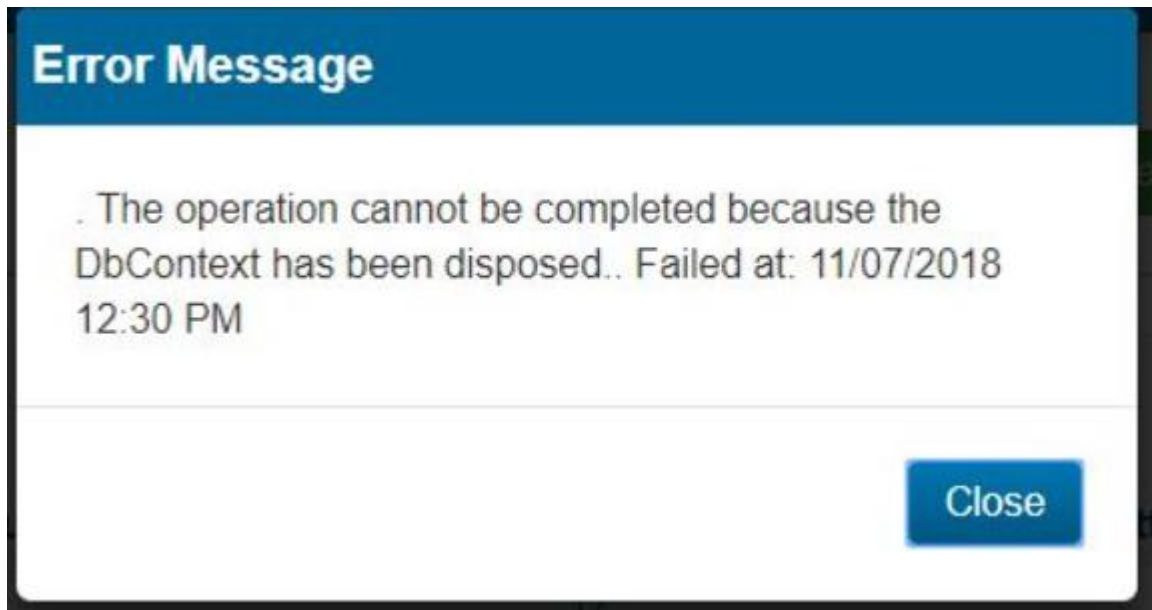 Error Message
. The operation cannot be completed because the
DbContext has been disposed.. Failed at: 11/07/2018
12:30 PM
Close